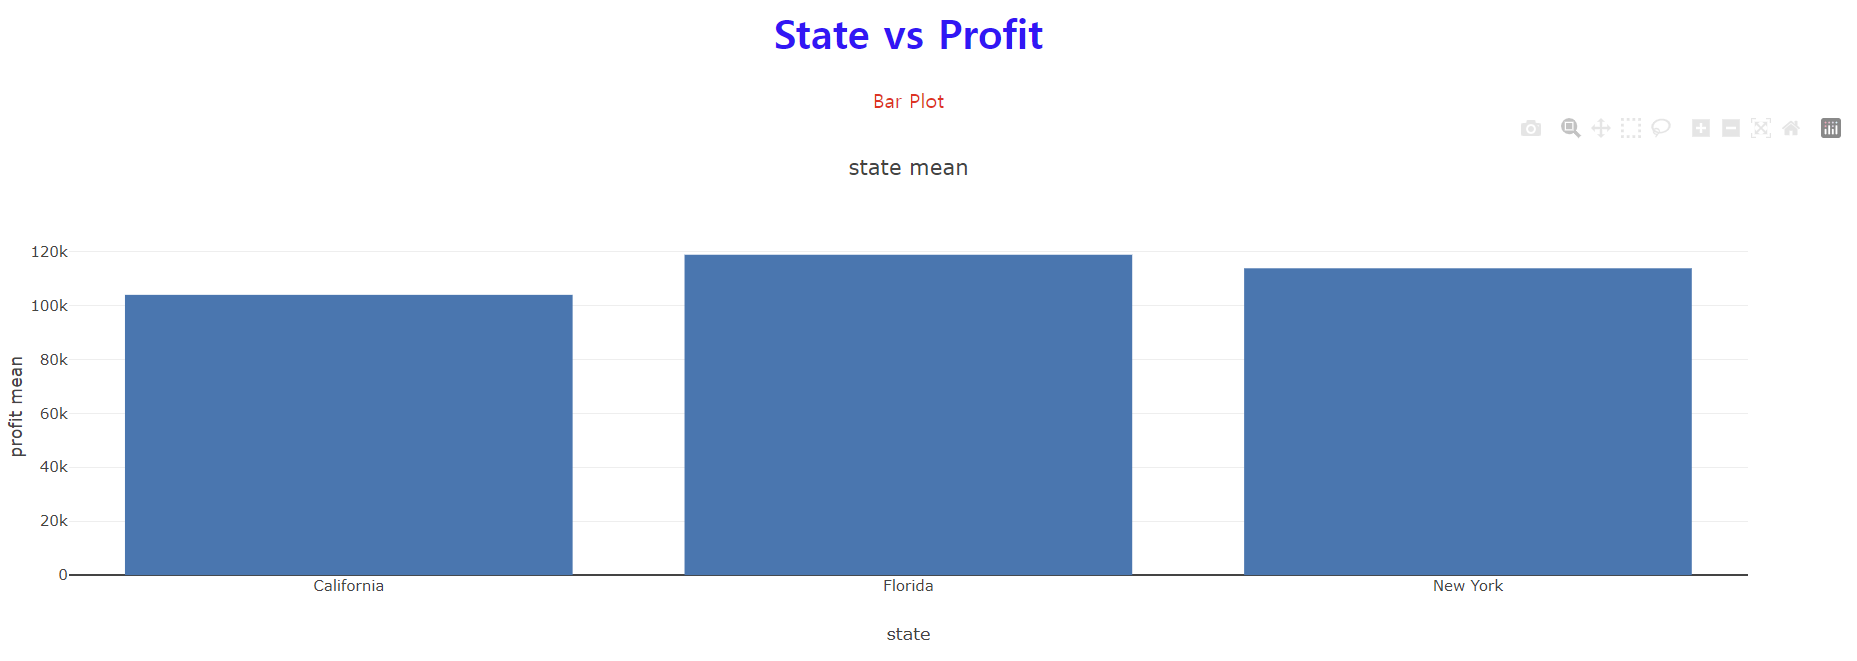 State vs Profit
Bar Plot
state mean
120k
100k
80k
60k
40k
20k
0
profit mean
California
Florida
New York
state